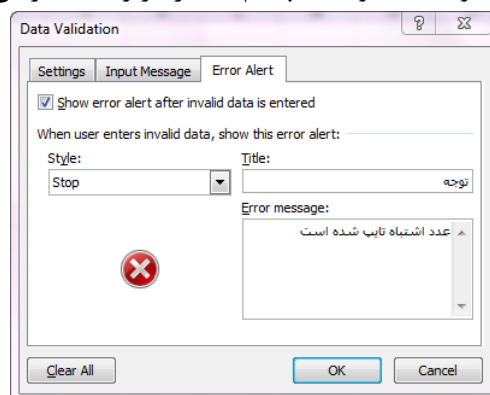 Data Validation
Settings Input Message Error Alert
Show error alert after invalid data is entered
When user enters invalid data, show this error alert:
Style: Title:
Stop توجه
Error message:
عدد اشتباه تایپ شده است
Clear All OK Cancel